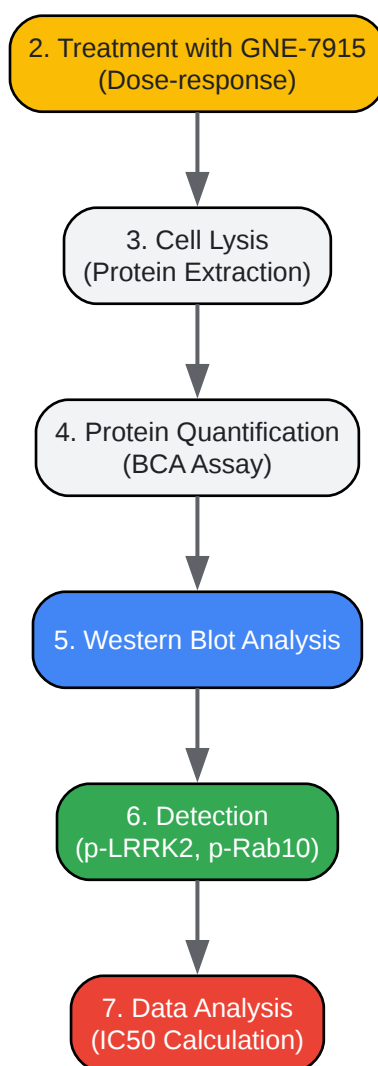 2. Treatment with GNE-7915
(Dose-response)
3. Cell Lysis
(Protein Extraction)
4. Protein Quantification
(BCA Assay)
5. Western Blot Analysis
6. Detection
(p-LRRK2, p-Rab10)
7. Data Analysis
(IC50 Calculation)